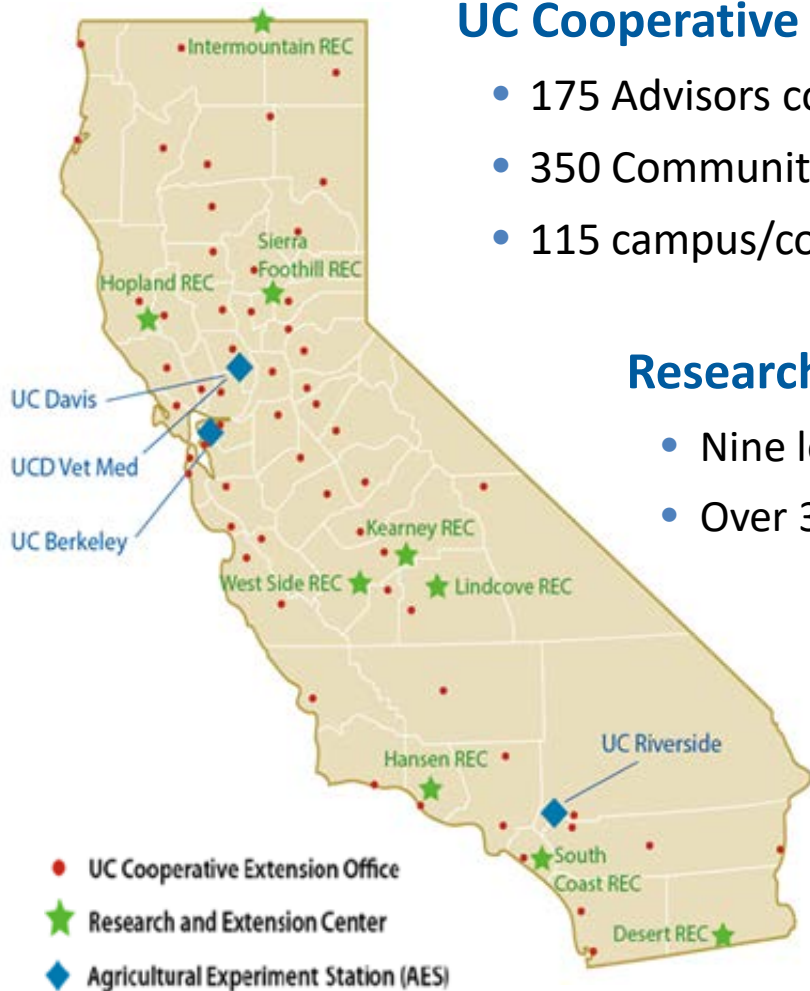 UC Cooperative
• 175 Advisors co
• 350 Communit
• 115 campus/co
Research
• Nine l
• Over 3
Intermountain REC
Sierra
Foothill REC
Hopland REC
UC Davis
UCD Vet Med
UC Berkeley
Kearney REC
West Side REC
Lindcove REC
UC Riverside
Hansen REC
South
Coast REC
Desert REC
UC Cooperative Extension Office
Research and Extension Center
Agricultural Experiment Station (AES)